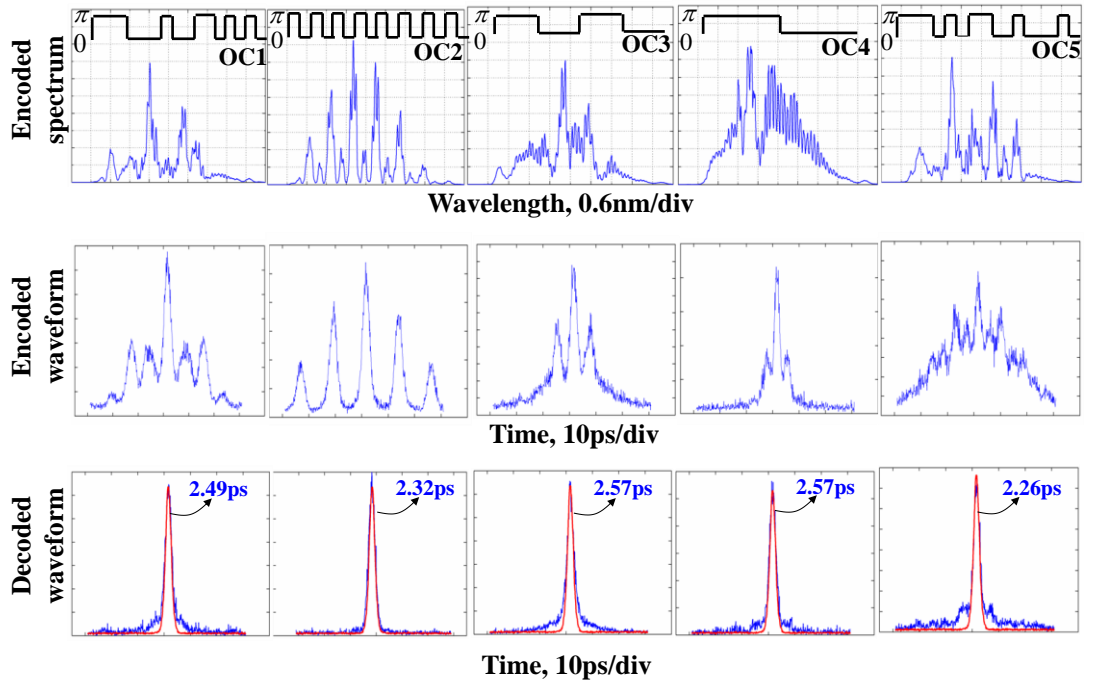 π
0
OC1
π
0
OC2
π
0
OC3
π
0
OC4
π
0
OC5
Encoded
spectrum
Wavelength, 0.6nm/div
Encoded
waveform
Time, 10ps/div
2.49ps
2.32ps
2.57ps
2.57ps
2.26ps
Decoded
waveform
Time, 10ps/div